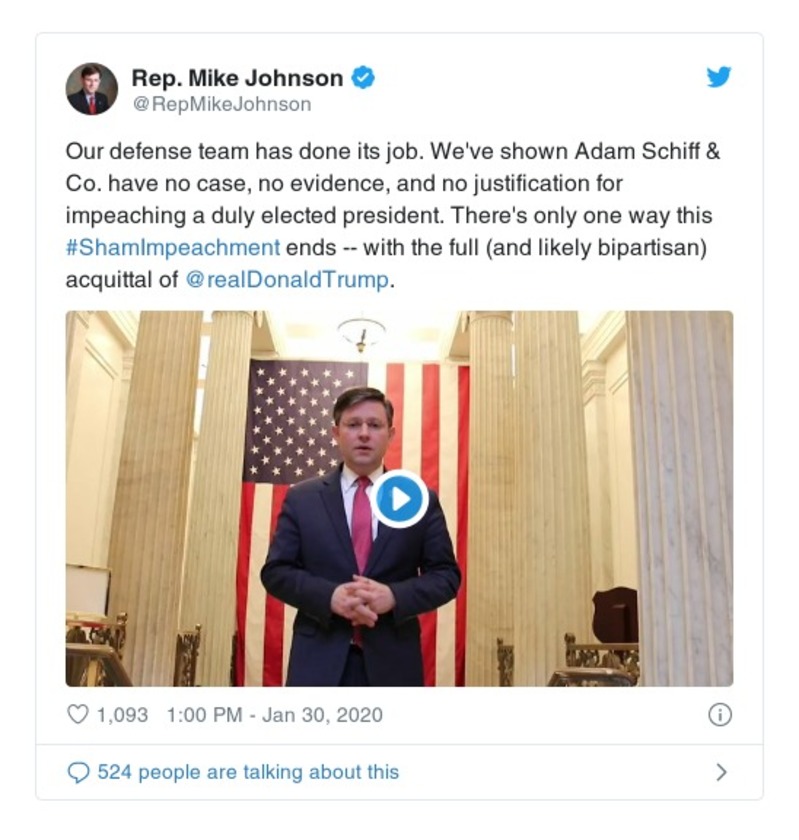 Rep. Mike Johnson
@RepMikeJohnson
Our defense team has done its job. We've shown Adam Schiff &
Co. have no case, no evidence, and no justification for
impeaching a duly elected president. There's only one way this
#ShamImpeachment ends -- with the full (and likely bipartisan)
acquittal of @realDonaldTrump.
1,093 1:00 PM - Jan 30, 2020
524 people are talking about this